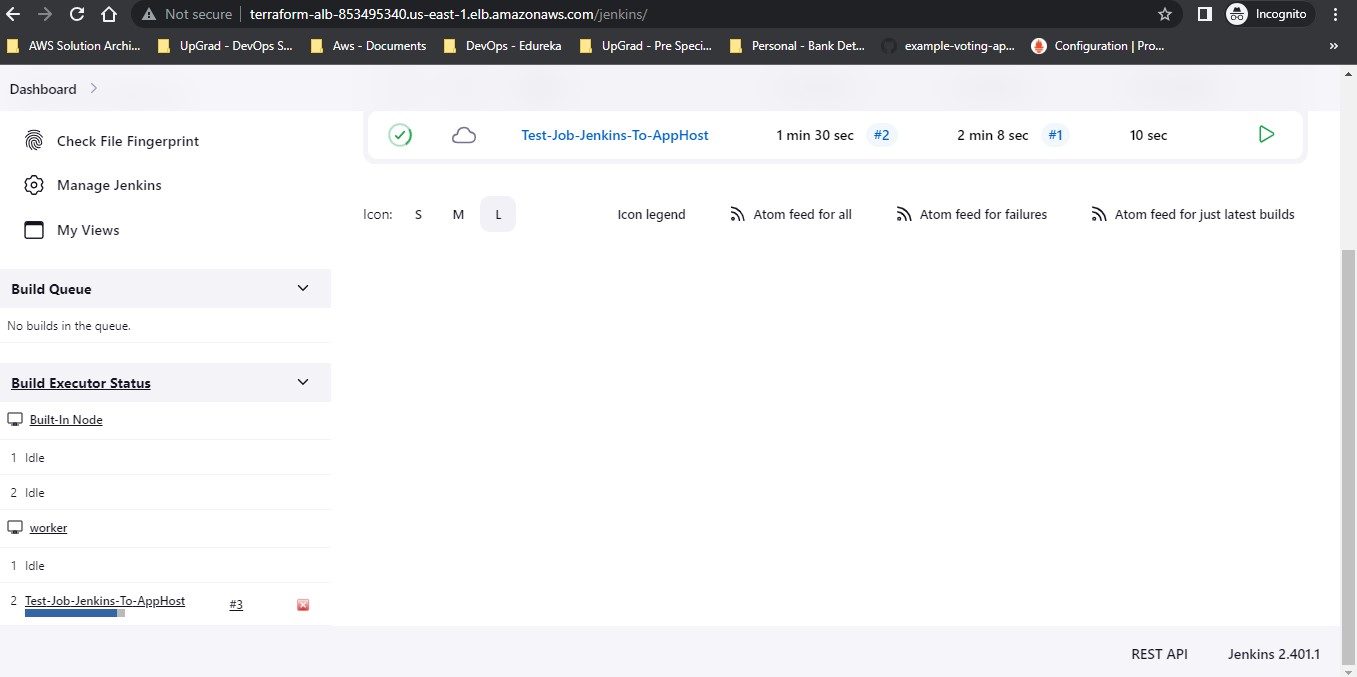 Not secure terraform-alb-853495340.us-east-1.elb.amazonaws.com/jenkins/ Incognito
AWS Solution Archi... UpGrad - DevOps S... Aws - Documents DevOps - Edureka UpGrad - Pre Speci... Personal - Bank Det... example-voting-ap... Configuration | Pro... »
Dashboard
Check File Fingerprint
Manage Jenkins
My Views
Test-Job-Jenkins-To-AppHost 1 min 30 sec #2 2 min 8 sec #1 10 sec
Icon: S M L Icon legend Atom feed for all Atom feed for failures Atom feed for just latest builds
Build Queue
No builds in the queue.
Build Executor Status
Built-In Node
1 Idle
2 Idle
worker
1 Idle
2 Test-Job-Jenkins-To-AppHost #3
REST API Jenkins 2.401.1